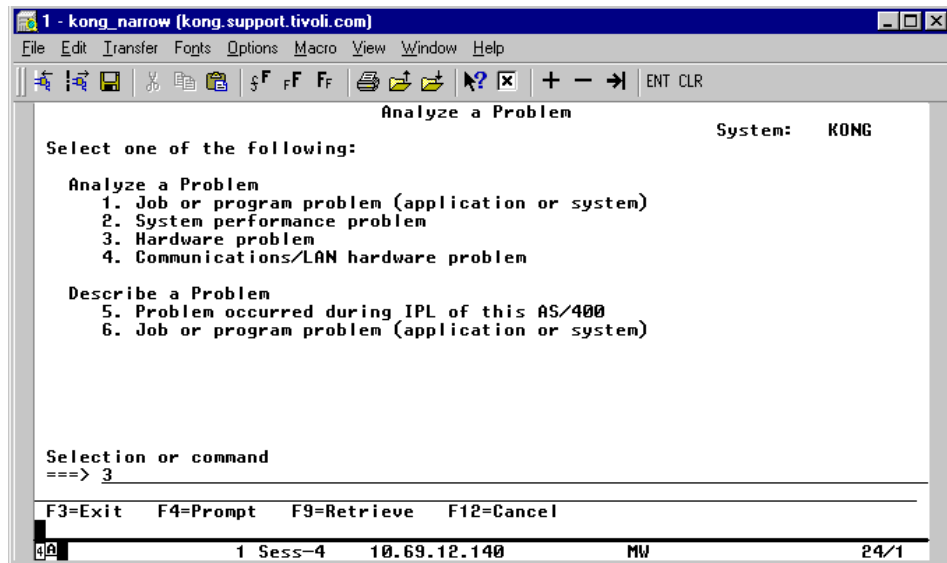 1 - kong_narrow (kong.support.tivoli.com)
File Edit Transfer Fonts Options Macro View Window Help
ENT CLR
Analyze a Problem
System: KONG
Select one of the following:
Analyze a Problem
1. Job or program problem (application or system)
2. System performance problem
3. Hardware problem
4. Communications/LAN hardware problem
Describe a Problem
5. Problem occurred during IPL of this AS/400
6. Job or program problem (application or system)
Selection or command
===> 3
F3=Exit F4=Prompt F9=Retrieve F12=Cancel
4A 1 Sess-4 10.69.12.140 MW 24/1